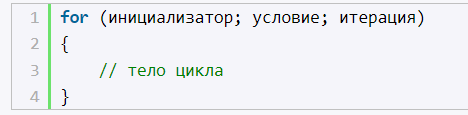 1 for (инициализатор; условие; итерация)
2 {
3     // тело цикла
4 }